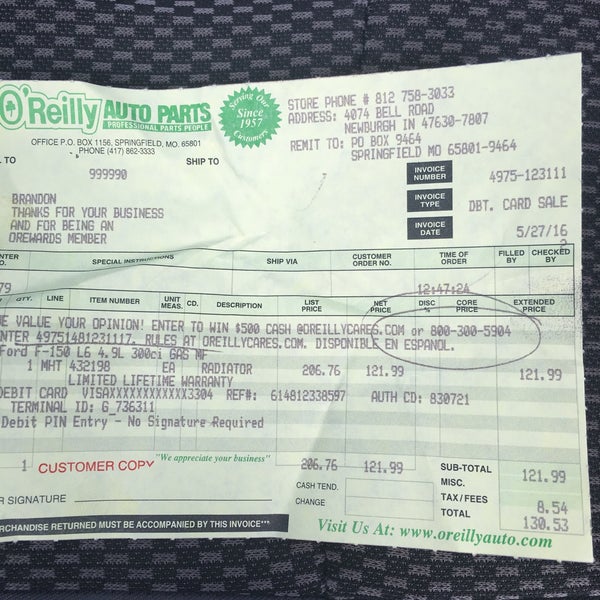 O'Reilly AUTO PARTS
PROFESSIONAL PARTS PEOPLE
OFFICE P.O. BOX 1156, SPRINGFIELD, MO. 65801
PHONE (417) 862-3333
Serving Our Customers Since 1957
STORE PHONE # 812 758-3033
ADDRESS: 4074 BELL ROAD
NEWBURGH IN 47630-7807
REMIT TO: PO BOX 9464
SPRINGFIELD MO 65801-9464
TO SHIP TO
999990
INVOICE NUMBER 4975-123111
INVOICE TYPE DBT. CARD SALE
INVOICE DATE 5/27/16
BRANDON
THANKS FOR YOUR BUSINESS
AND FOR BEING AN
OREWARDS MEMBER
SPECIAL INSTRUCTIONS SHIP VIA CUSTOMER ORDER NO. TIME OF ORDER FILLED BY CHECKED BY
79 12:47:24 2
QTY. LINE ITEM NUMBER UNIT MEAS. CD. DESCRIPTION LIST PRICE NET PRICE DISC % CORE PRICE EXTENDED PRICE
VALUE YOUR OPINION! ENTER TO WIN $500 CASH @OREILLYCARES.COM or 800-300-5904
4751481231117. RULES AT OREILLYCARES.COM. DISPONIBLE EN ESPANOL.
Ford F-150 L6 4.9L 300ci GAS MF
1 MHT 432198 EA RADIATOR 206.76 121.99 121.99
LIMITED LIFETIME WARRANTY
DEBIT CARD VISAXXXXXXXXXXXX3304 REF#: 614812338597 AUTH CD: 830721
TERMINAL ID: G_736311
Debit PIN Entry - No Signature Required
1 CUSTOMER COPY "We appreciate your business" 206.76 121.99 SUB-TOTAL 121.99
MISC.
SIGNATURE CASH TEND. TAX/FEES 8.54
CHANGE TOTAL 130.53
MERCHANDISE RETURNED MUST BE ACCOMPANIED BY THIS INVOICE***
Visit Us At: www.oreillyauto.com